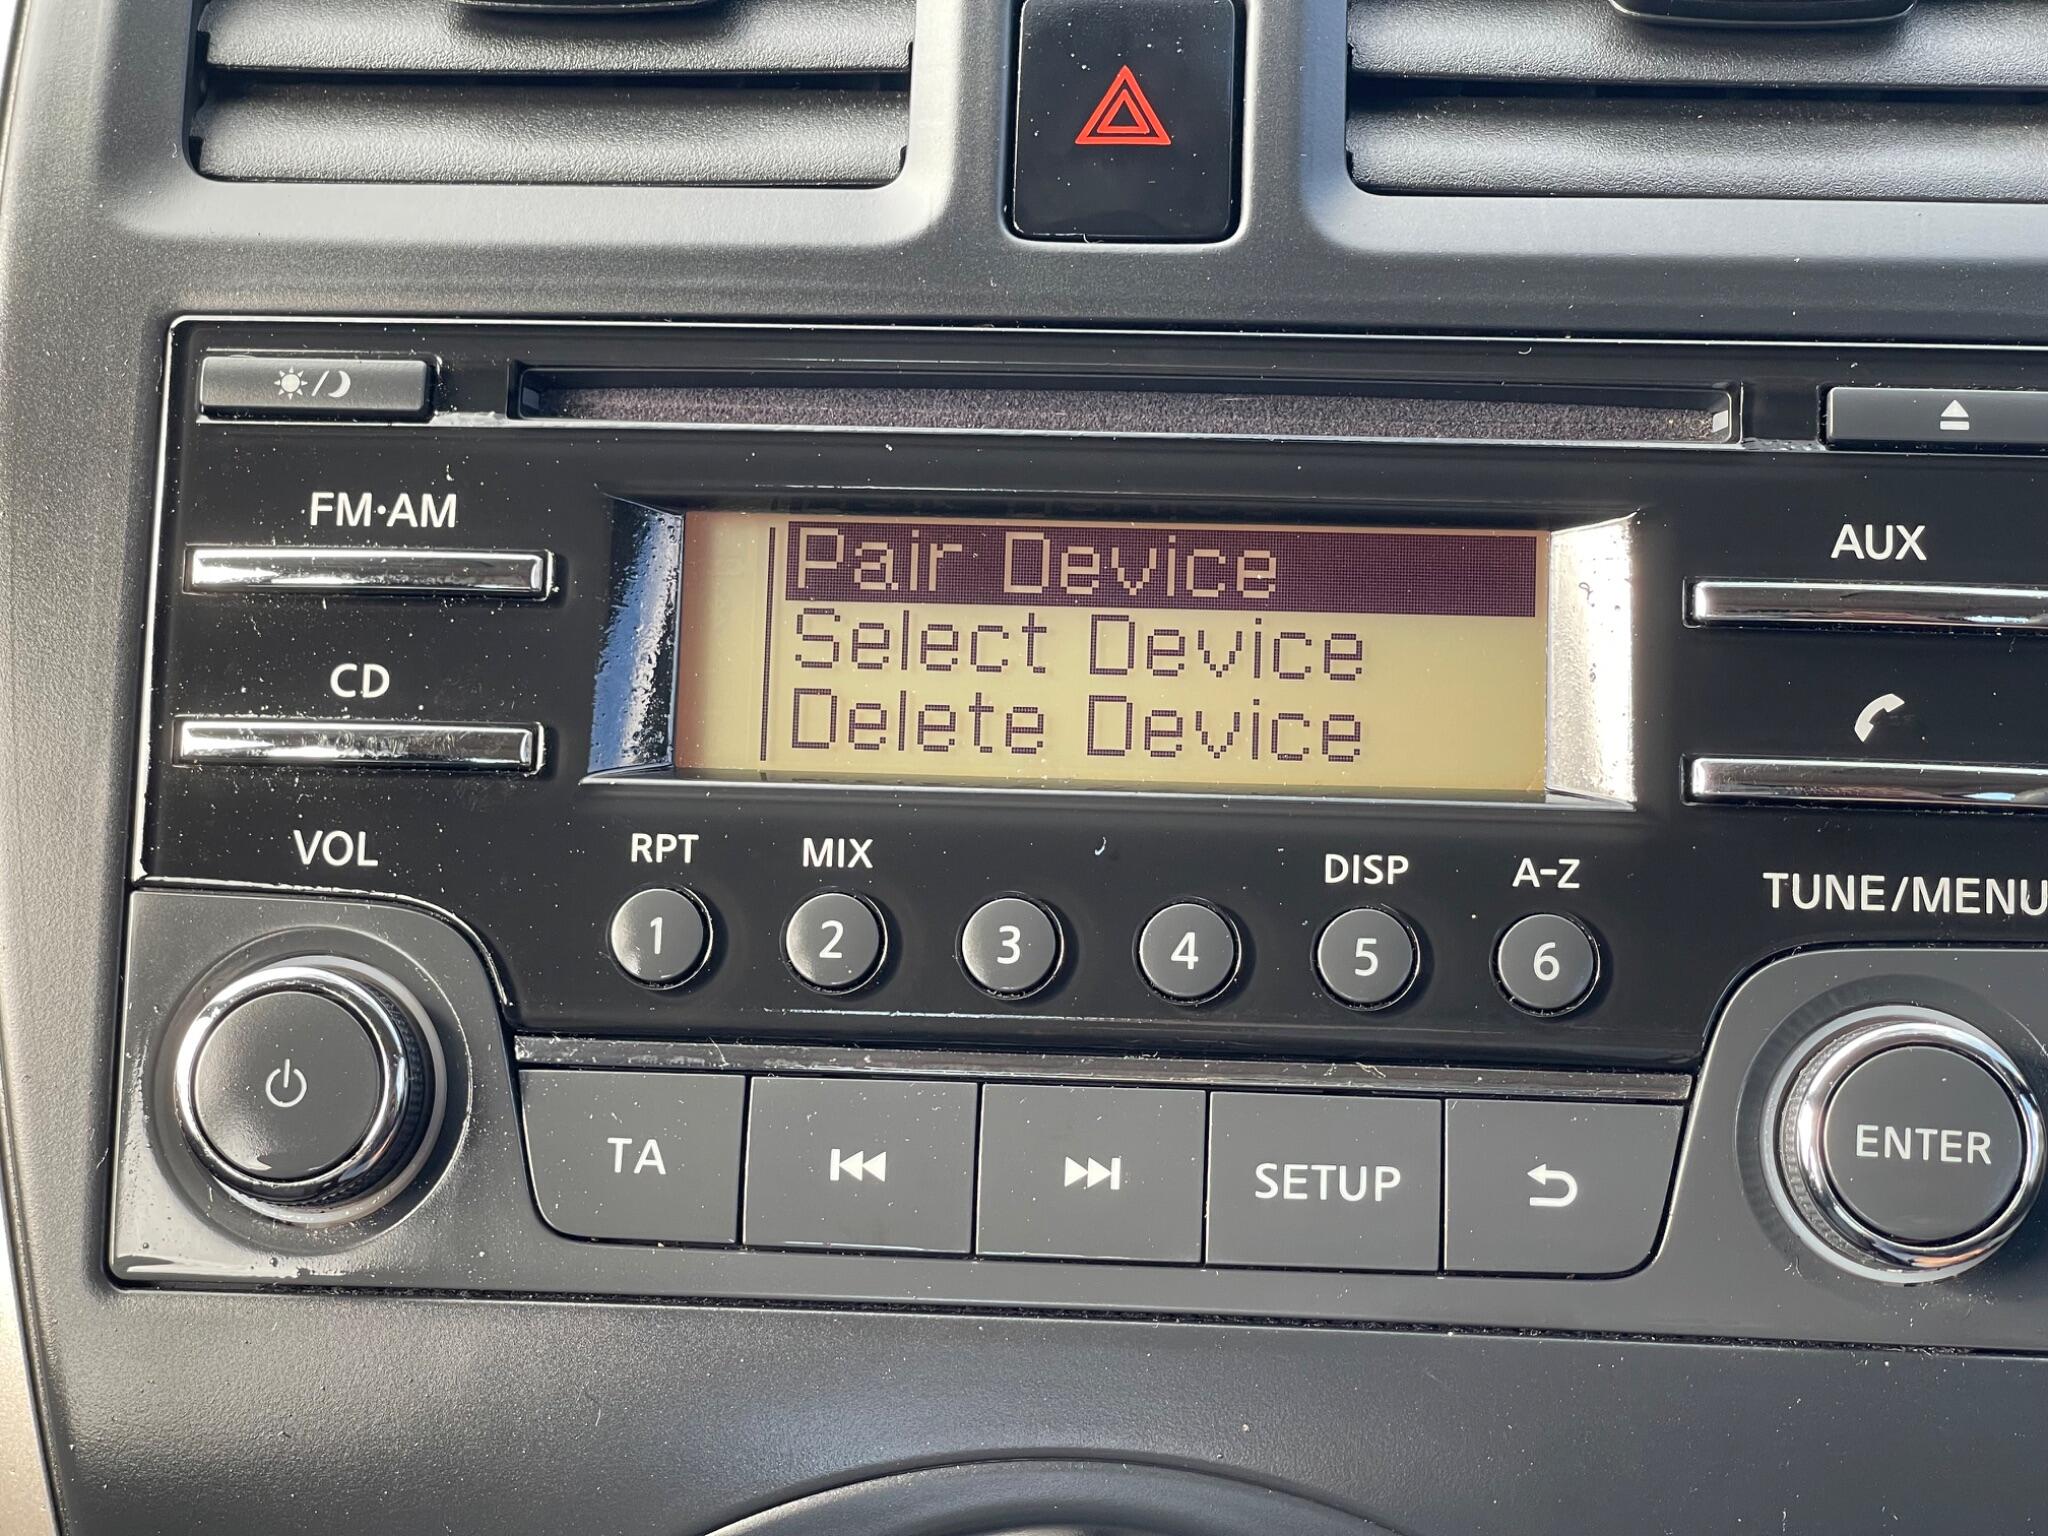 FM·AM
CD
VOL
Pair Device
Select Device
Delete Device
AUX
RPT
MIX
DISP
A-Z
TUNE/MENU
1
2
3
4
5
6
TA
SETUP
ENTER